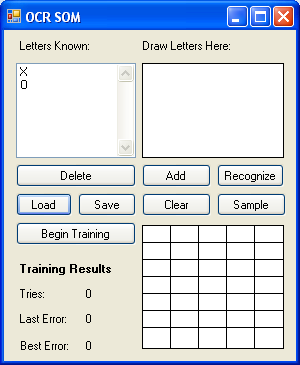 OCR SOM
Letters Known:
Draw Letters Here:
X
O
Delete
Add
Recognize
Load
Save
Clear
Sample
Begin Training
Training Results
Tries: 0
Last Error: 0
Best Error: 0